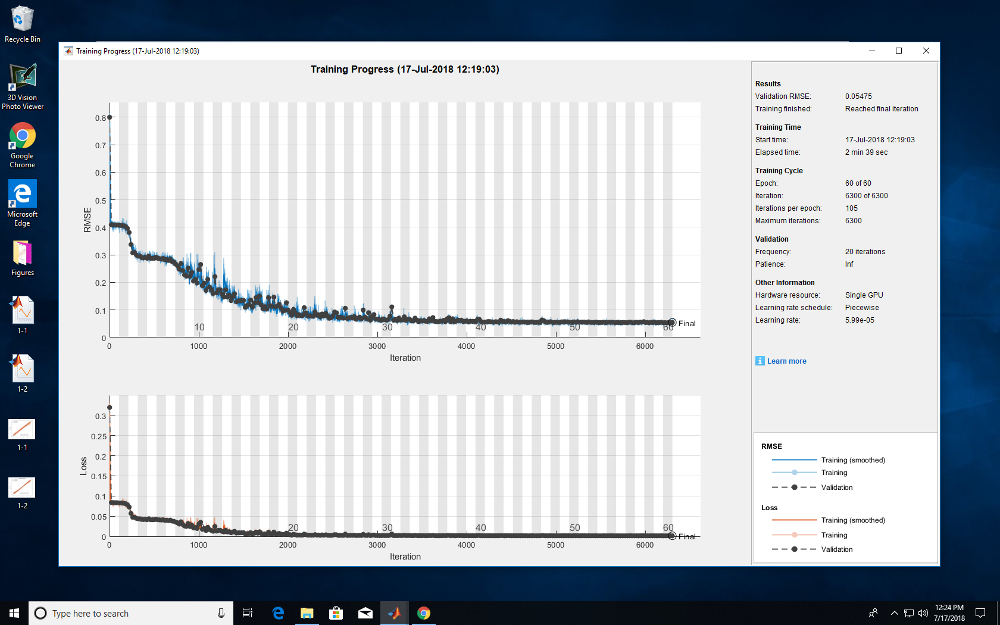 Recycle Bin
3D Vision
Photo Viewer
Google
Chrome
Microsoft
Edge
Figures
1-1
1-2
1-1
1-2
Training Progress (17-Jul-2018 12:19:03)
Training Progress (17-Jul-2018 12:19:03)
RMSE
0.8
0.7
0.6
0.5
0.4
0.3
0.2
0.1
0
10 20 30 40 50 60
Final
0 1000 2000 3000 4000 5000 6000
Iteration
Loss
0.3
0.25
0.2
0.15
0.1
0.05
0
20 30 40 50 60
Final
0 1000 2000 3000 4000 5000 6000
Iteration
Results
Validation RMSE: 0.05475
Training finished: Reached final iteration
Training Time
Start time: 17-Jul-2018 12:19:03
Elapsed time: 2 min 39 sec
Training Cycle
Epoch: 60 of 60
Iteration: 6300 of 6300
Iterations per epoch: 105
Maximum iterations: 6300
Validation
Frequency: 20 iterations
Patience: Inf
Other Information
Hardware resource: Single GPU
Learning rate schedule: Piecewise
Learning rate: 5.99e-05
i Learn more
RMSE
Training (smoothed)
Training
Validation
Loss
Training (smoothed)
Training
Validation
Type here to search
12:24 PM
7/17/2018